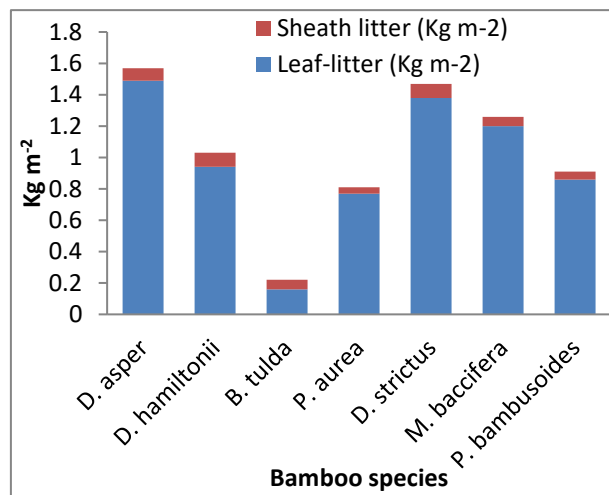 Sheath litter (Kg m-2)
Leaf-litter (Kg m-2)
Kg m-2
1.8
1.6
1.4
1.2
1
0.8
0.6
0.4
0.2
0
D. asper
D. hamiltonii
B. tulda
P. aurea
D. strictus
M. baccifera
P. bambusoides
Bamboo species